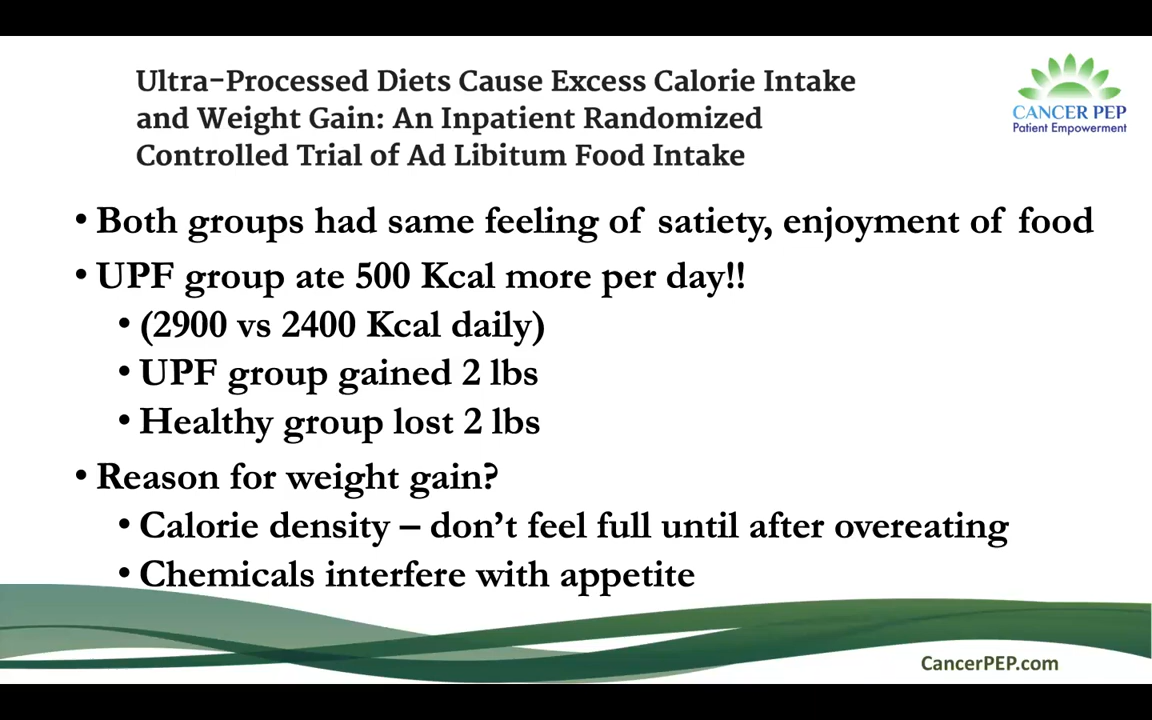 Ultra-Processed Diets Cause Excess Calorie Intake
and Weight Gain: An Inpatient Randomized
Controlled Trial of Ad Libitum Food Intake
CANCER PEP
Patient Empowerment
• Both groups had same feeling of satiety, enjoyment of food
• UPF group ate 500 Kcal more per day!!
• (2900 vs 2400 Kcal daily)
• UPF group gained 2 lbs
• Healthy group lost 2 lbs
• Reason for weight gain?
• Calorie density – don’t feel full until after overeating
• Chemicals interfere with appetite
CancerPEP.com